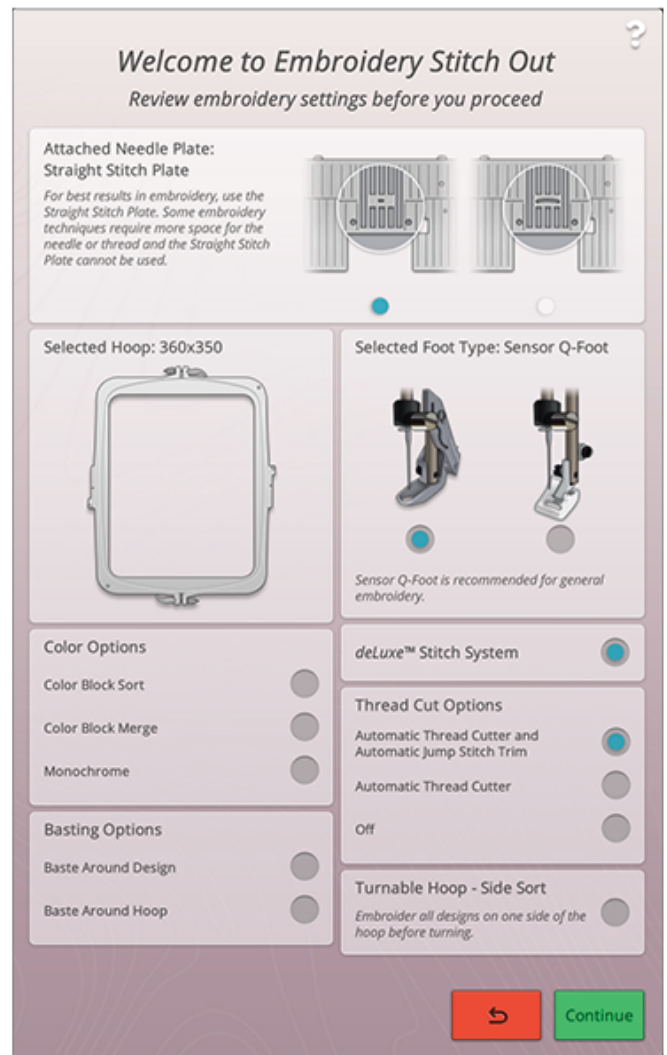 ?
Welcome to Embroidery Stitch Out
Review embroidery settings before you proceed
Attached Needle Plate:
Straight Stitch Plate
For best results in embroidery, use the
Straight Stitch Plate. Some embroidery
techniques require more space for the
needle or thread and the Straight Stitch
Plate cannot be used.
Selected Hoop: 360x350
Selected Foot Type: Sensor Q-Foot
Sensor Q-Foot is recommended for general
embroidery.
Color Options
Color Block Sort
Color Block Merge
Monochrome
Basting Options
Baste Around Design
Baste Around Hoop
deLuxe™ Stitch System
Thread Cut Options
Automatic Thread Cutter and
Automatic Jump Stitch Trim
Automatic Thread Cutter
Off
Turnable Hoop - Side Sort
Embroider all designs on one side of the
hoop before turning.
Continue